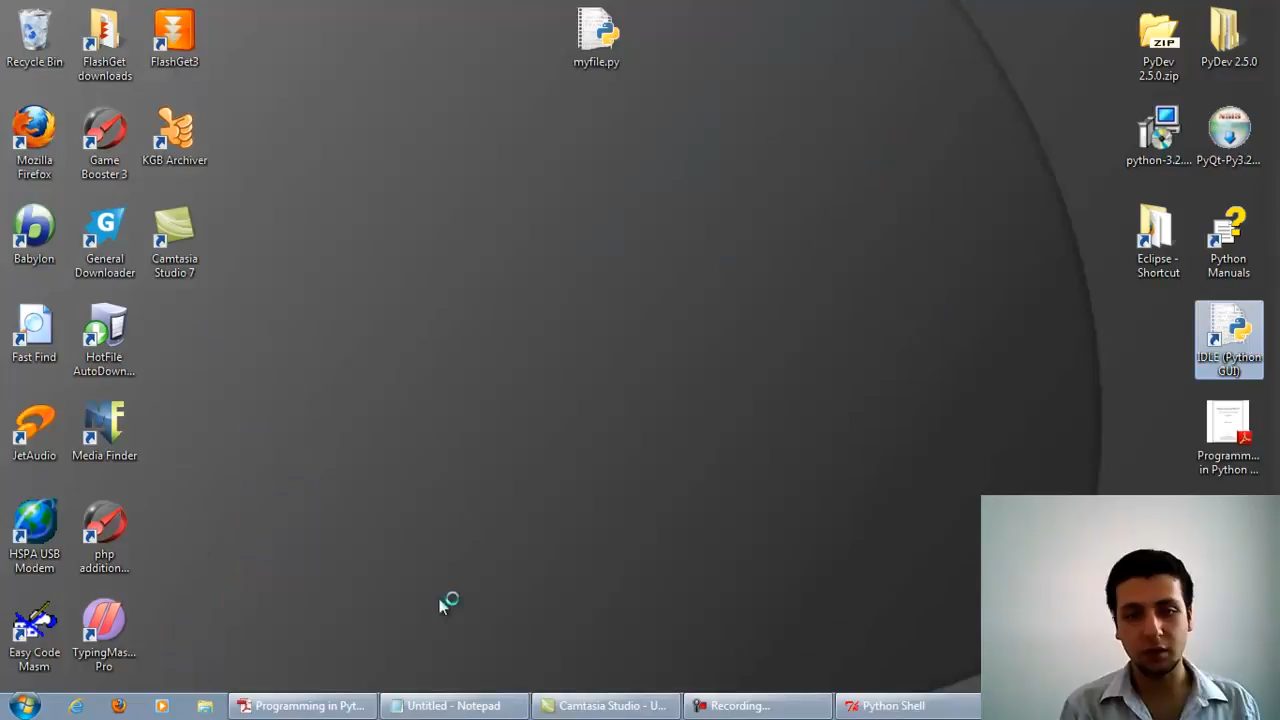 Recycle Bin
FlashGet
downloads
FlashGet3
myfile.py
ZIP
PyDev
2.5.0.zip
PyDev 2.5.0
Mozilla
Firefox
Game
Booster 3
KGB Archiver
python-3.2....
PyQt-Py3.2...
Babylon
G
General
Downloader
Camtasia
Studio 7
Eclipse -
Shortcut
Python
Manuals
Fast Find
HotFile
AutoDown...
IDLE (Python
GUI)
JetAudio
Media Finder
Programm...
in Python ...
HSPA USB
Modem
php
addition...
Easy Code
Masm
TypingMas...
Pro
Programming in Pyt...
Untitled - Notepad
Camtasia Studio - U...
Recording...
Python Shell